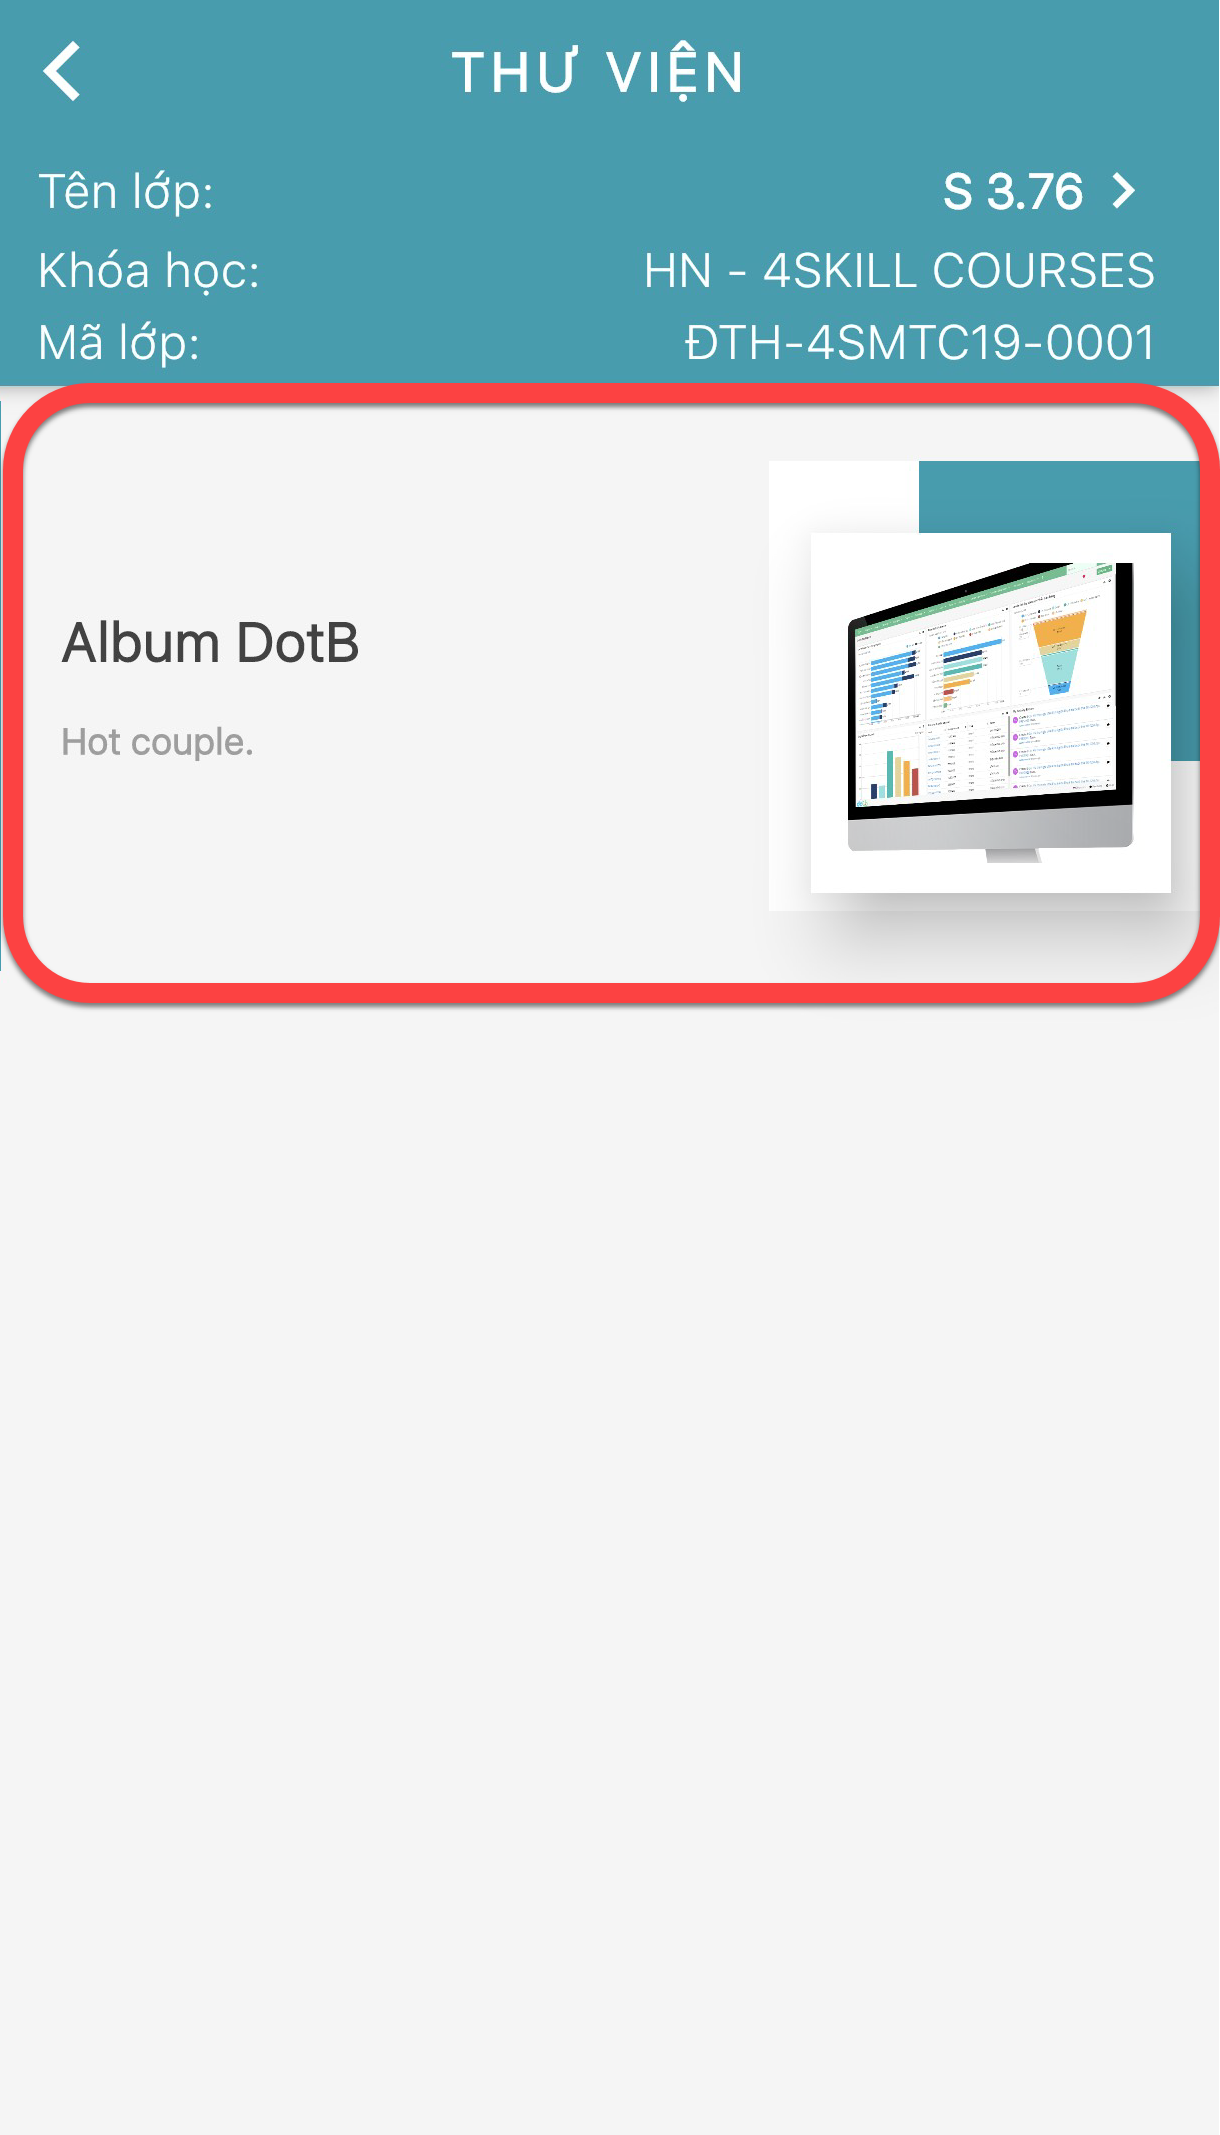 THƯ VIỆN
Tên lớp: S 3.76
Khóa học: HN - 4SKILL COURSES
Mã lớp: ĐTH-4SMTC19-0001
Album DotB
Hot couple.